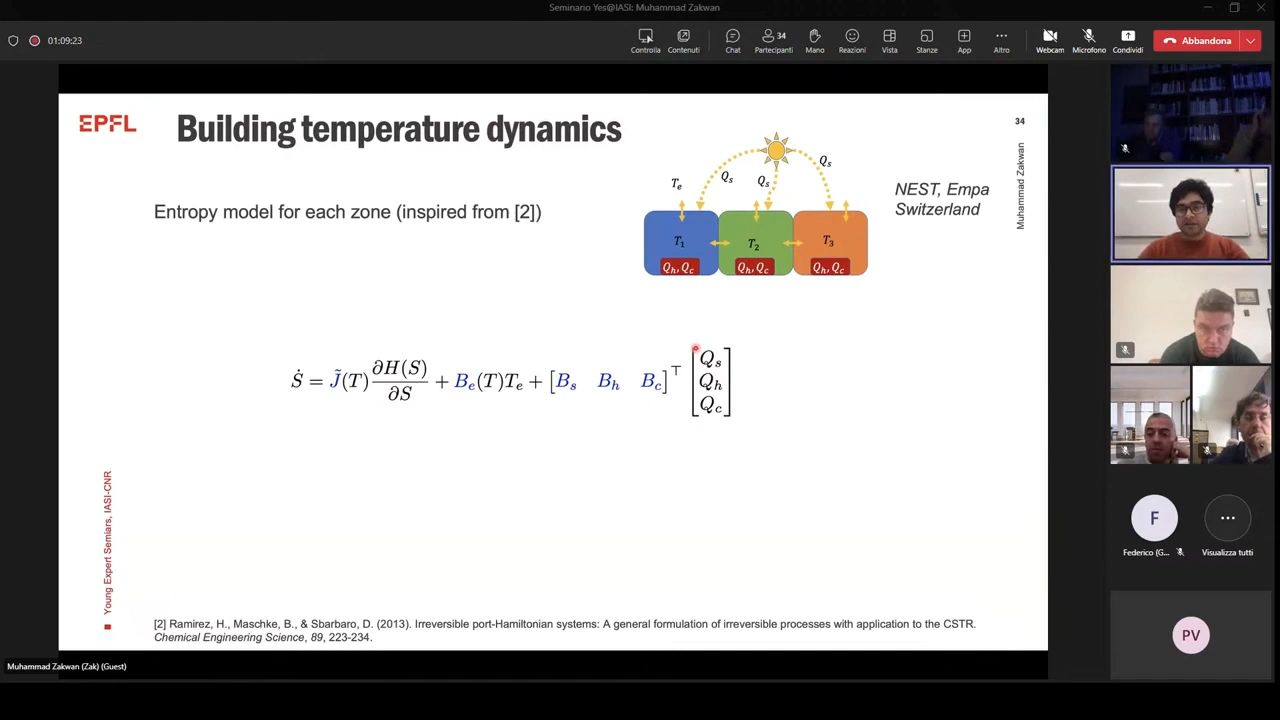 Seminario Yes@IASI: Muhammad Zakwan
01:09:23
Controlla
Contenuti
Chat
34
Partecipanti
Mano
Reazioni
Vista
Stanze
App
Altro
Webcam
Microfono
Condividi
Abbandona
EPFL
Building temperature dynamics
34
Muhammad Zakwan
Entropy model for each zone (inspired from [2])
Tₑ
Qₛ
Qₛ
Qₛ
T₁
T₂
T₃
Qₕ, Q꜀
Qₕ, Q꜀
Qₕ, Q꜀
NEST, Empa
Switzerland
Ṡ = J̃(T) ∂H(S)/∂S + Bₑ(T)Tₑ + [Bₛ Bₕ B꜀]⊤ [Qₛ Qₕ Q꜀]
Young Expert Semiars, IASI-CNR
[2] Ramirez, H., Maschke, B., & Sbarbaro, D. (2013). Irreversible port-Hamiltonian systems: A general formulation of irreversible processes with application to the CSTR.
Chemical Engineering Science, 89, 223-234.
F
Federico (G...
Visualizza tutti
PV
Muhammad Zakwan (Zak) (Guest)